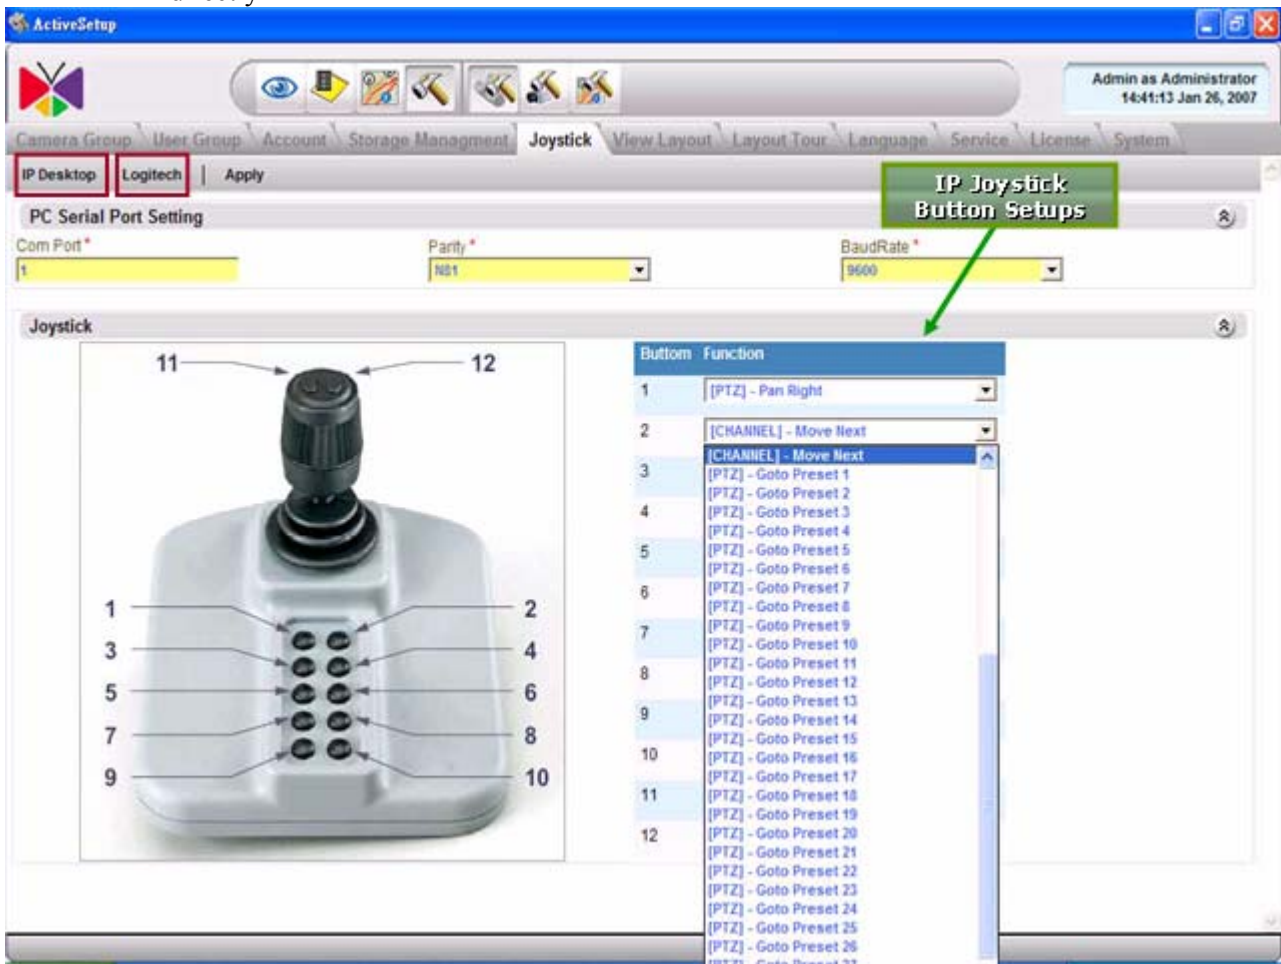 ActiveSetup
Admin as Administrator
14:41:13 Jan 26, 2007
Camera Group User Group Account Storage Managment Joystick View Layout Layout Tour Language Service License System
IP Desktop Logitech | Apply
IP Joystick
Button Setups
PC Serial Port Setting
Com Port * Parity * BaudRate *
1 N81 9600
Joystick
11 12
1 2
3 4
5 6
7 8
9 10
Buttom Function
1 [PTZ] - Pan Right
2 [CHANNEL] - Move Next
[CHANNEL] - Move Next
3 [PTZ] - Goto Preset 1
[PTZ] - Goto Preset 2
4 [PTZ] - Goto Preset 3
[PTZ] - Goto Preset 4
5 [PTZ] - Goto Preset 5
[PTZ] - Goto Preset 6
6 [PTZ] - Goto Preset 7
[PTZ] - Goto Preset 8
7 [PTZ] - Goto Preset 9
[PTZ] - Goto Preset 10
8 [PTZ] - Goto Preset 11
[PTZ] - Goto Preset 12
[PTZ] - Goto Preset 13
9 [PTZ] - Goto Preset 14
[PTZ] - Goto Preset 15
10 [PTZ] - Goto Preset 16
[PTZ] - Goto Preset 17
11 [PTZ] - Goto Preset 18
[PTZ] - Goto Preset 19
12 [PTZ] - Goto Preset 20
[PTZ] - Goto Preset 21
[PTZ] - Goto Preset 22
[PTZ] - Goto Preset 23
[PTZ] - Goto Preset 24
[PTZ] - Goto Preset 25
[PTZ] - Goto Preset 26
[PTZ] - Goto Preset 27